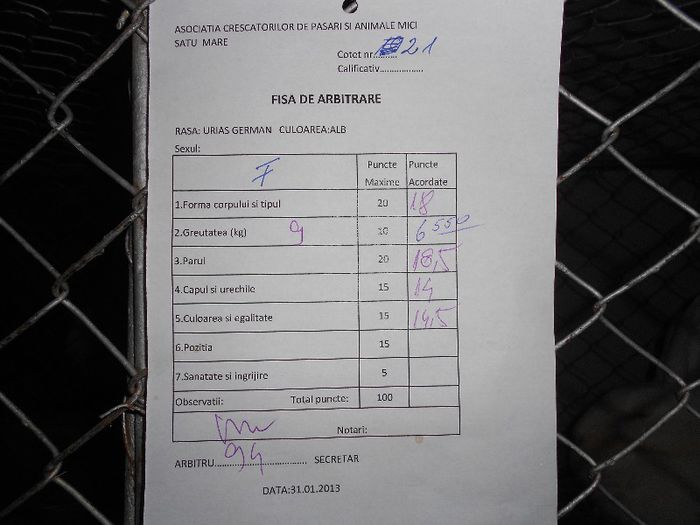 ASOCIATIA CRESCATORILOR DE PASARI SI ANIMALE MICI
SATU MARE
Cotet nr......... 21
Calificativ..................
FISA DE ARBITRARE
RASA: URIAS GERMAN CULOAREA:ALB
Sexul:
F Puncte Maxime Puncte Acordate
1.Forma corpului si tipul 20 18
2.Greutatea (kg) 9 10 6 550
3.Parul 20 18,5
4.Capul si urechile 15 14
5.Culoarea si egalitate 15 14,5
6.Pozitia 15
7.Sanatate si ingrijire 5
Observatii: Total puncte: 100
Notari:
94
ARBITRU.................................... SECRETAR
DATA:31.01.2013